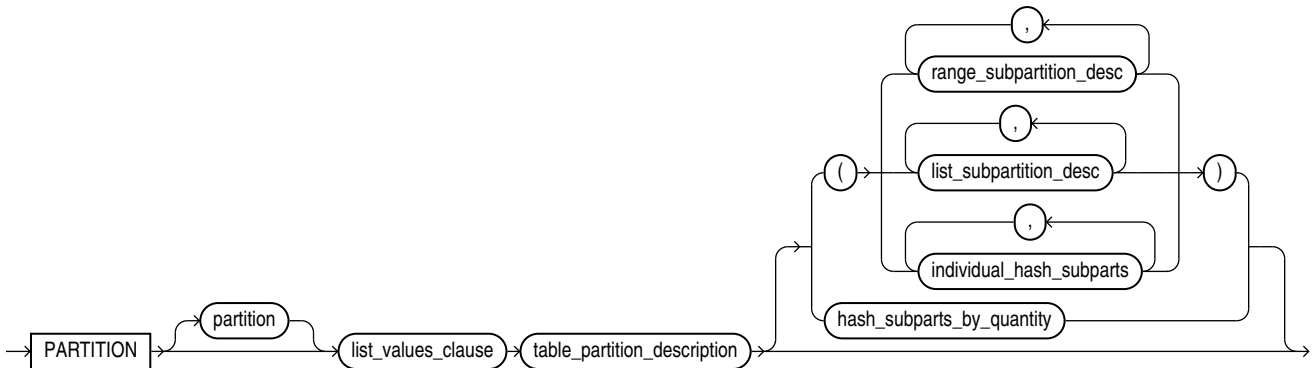 ,
range_subpartition_desc
,
( list_subpartition_desc )
,
individual_hash_subparts
partition hash_subparts_by_quantity
PARTITION list_values_clause table_partition_description